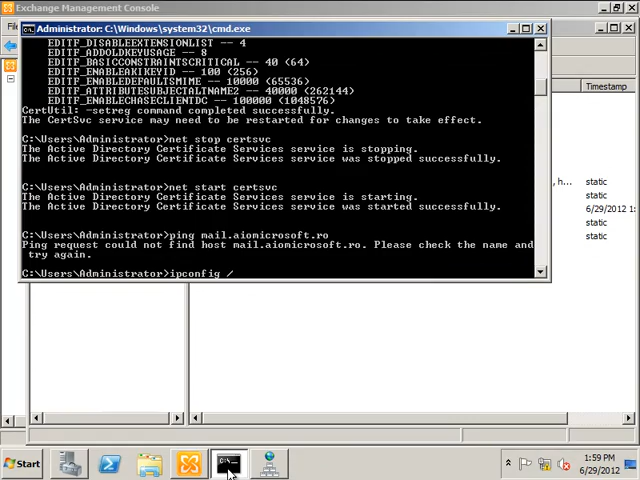 Exchange Management Console
Administrator: C:\Windows\system32\cmd.exe
EDITF_DISABLEEXTENSIONLIST -- 4
EDITF_ADDOLDKEYUSAGE -- 8
EDITF_BASICCONSTRAINTSCRITICAL -- 40 (64)
EDITF_ENABLEAKIKEYID -- 100 (256)
EDITF_ENABLEDEFAULTSMIME -- 10000 (65536)
EDITF_ATTRIBUTESUBJECTALTNAME2 -- 40000 (262144)
EDITF_ENABLECHASECLIENTDC -- 100000 (1048576)
CertUtil: -setreg command completed successfully.
The CertSvc service may need to be restarted for changes to take effect.
C:\Users\Administrator>net stop certsvc
The Active Directory Certificate Services service is stopping.
The Active Directory Certificate Services service was stopped successfully.
C:\Users\Administrator>net start certsvc
The Active Directory Certificate Services service is starting.
The Active Directory Certificate Services service was started successfully.
C:\Users\Administrator>ping mail.aiomicrosoft.ro
Ping request could not find host mail.aiomicrosoft.ro. Please check the name and
try again.
C:\Users\Administrator>ipconfig /
Timestamp
, h... static
static
6/29/2012
static
static
Start
1:59 PM
6/29/2012